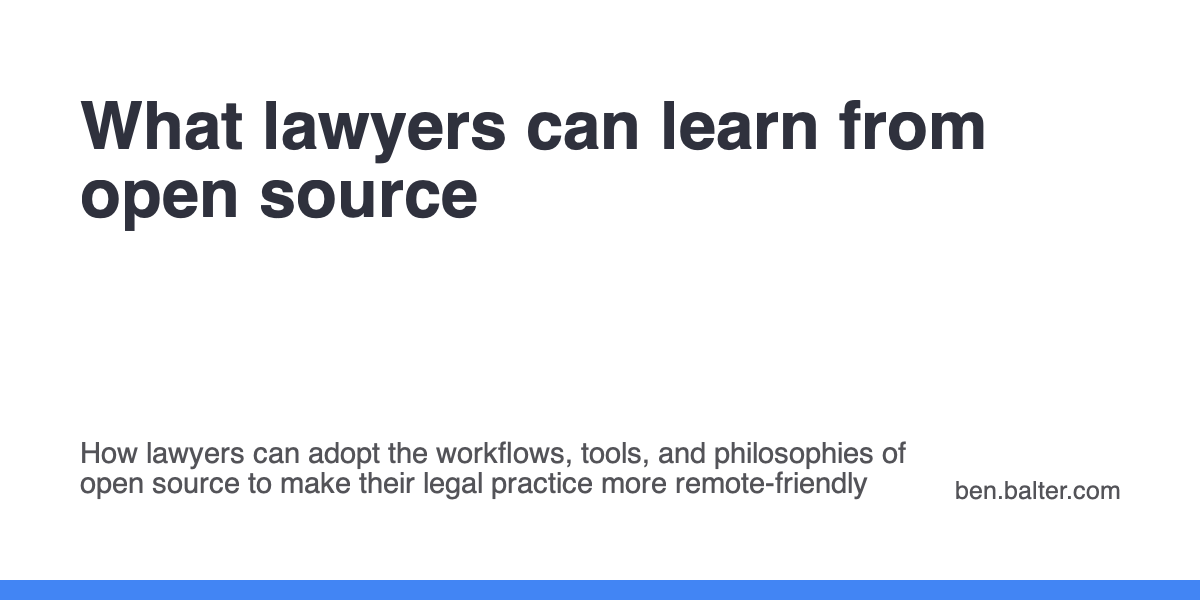 What lawyers can learn from
open source
How lawyers can adopt the workflows, tools, and philosophies of
open source to make their legal practice more remote-friendly
ben.balter.com